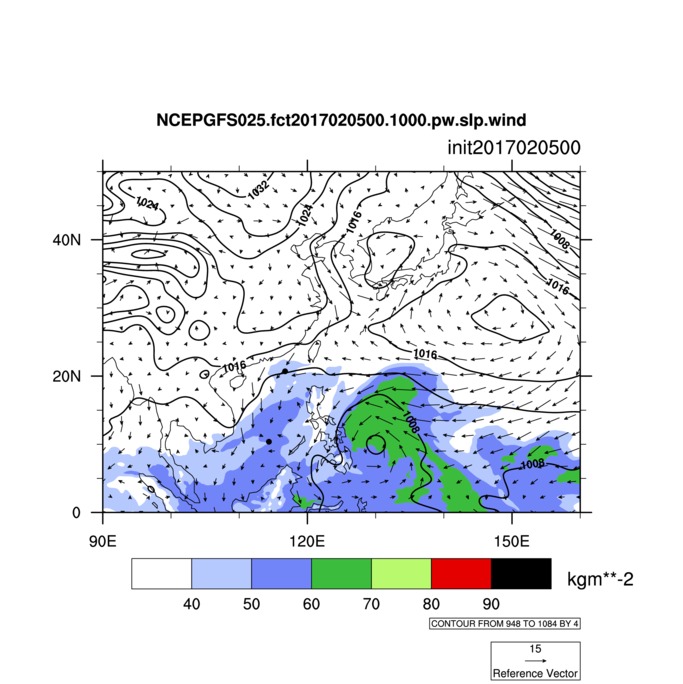 NCEPGFS025.fct2017020500.1000.pw.slp.wind
init2017020500
1032
1024
1024
1016
1008
40N
1016
1016
1016
20N
1008
1008
0
90E 120E 150E
kgm**-2
40 50 60 70 80 90
CONTOUR FROM 948 TO 1084 BY 4
15
Reference Vector